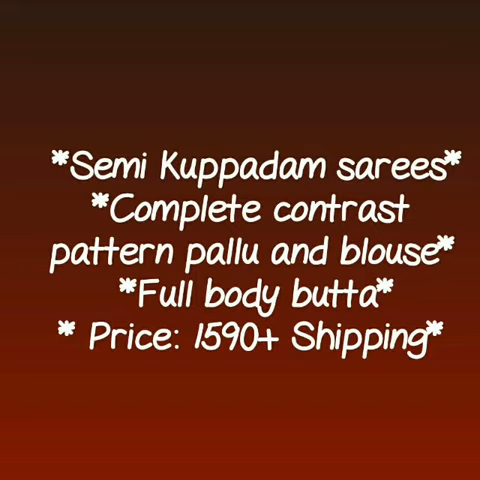 *Semi Kuppadam sarees*
*Complete contrast
pattern pallu and blouse*
*Full body butta*
* Price: 1590+ Shipping*